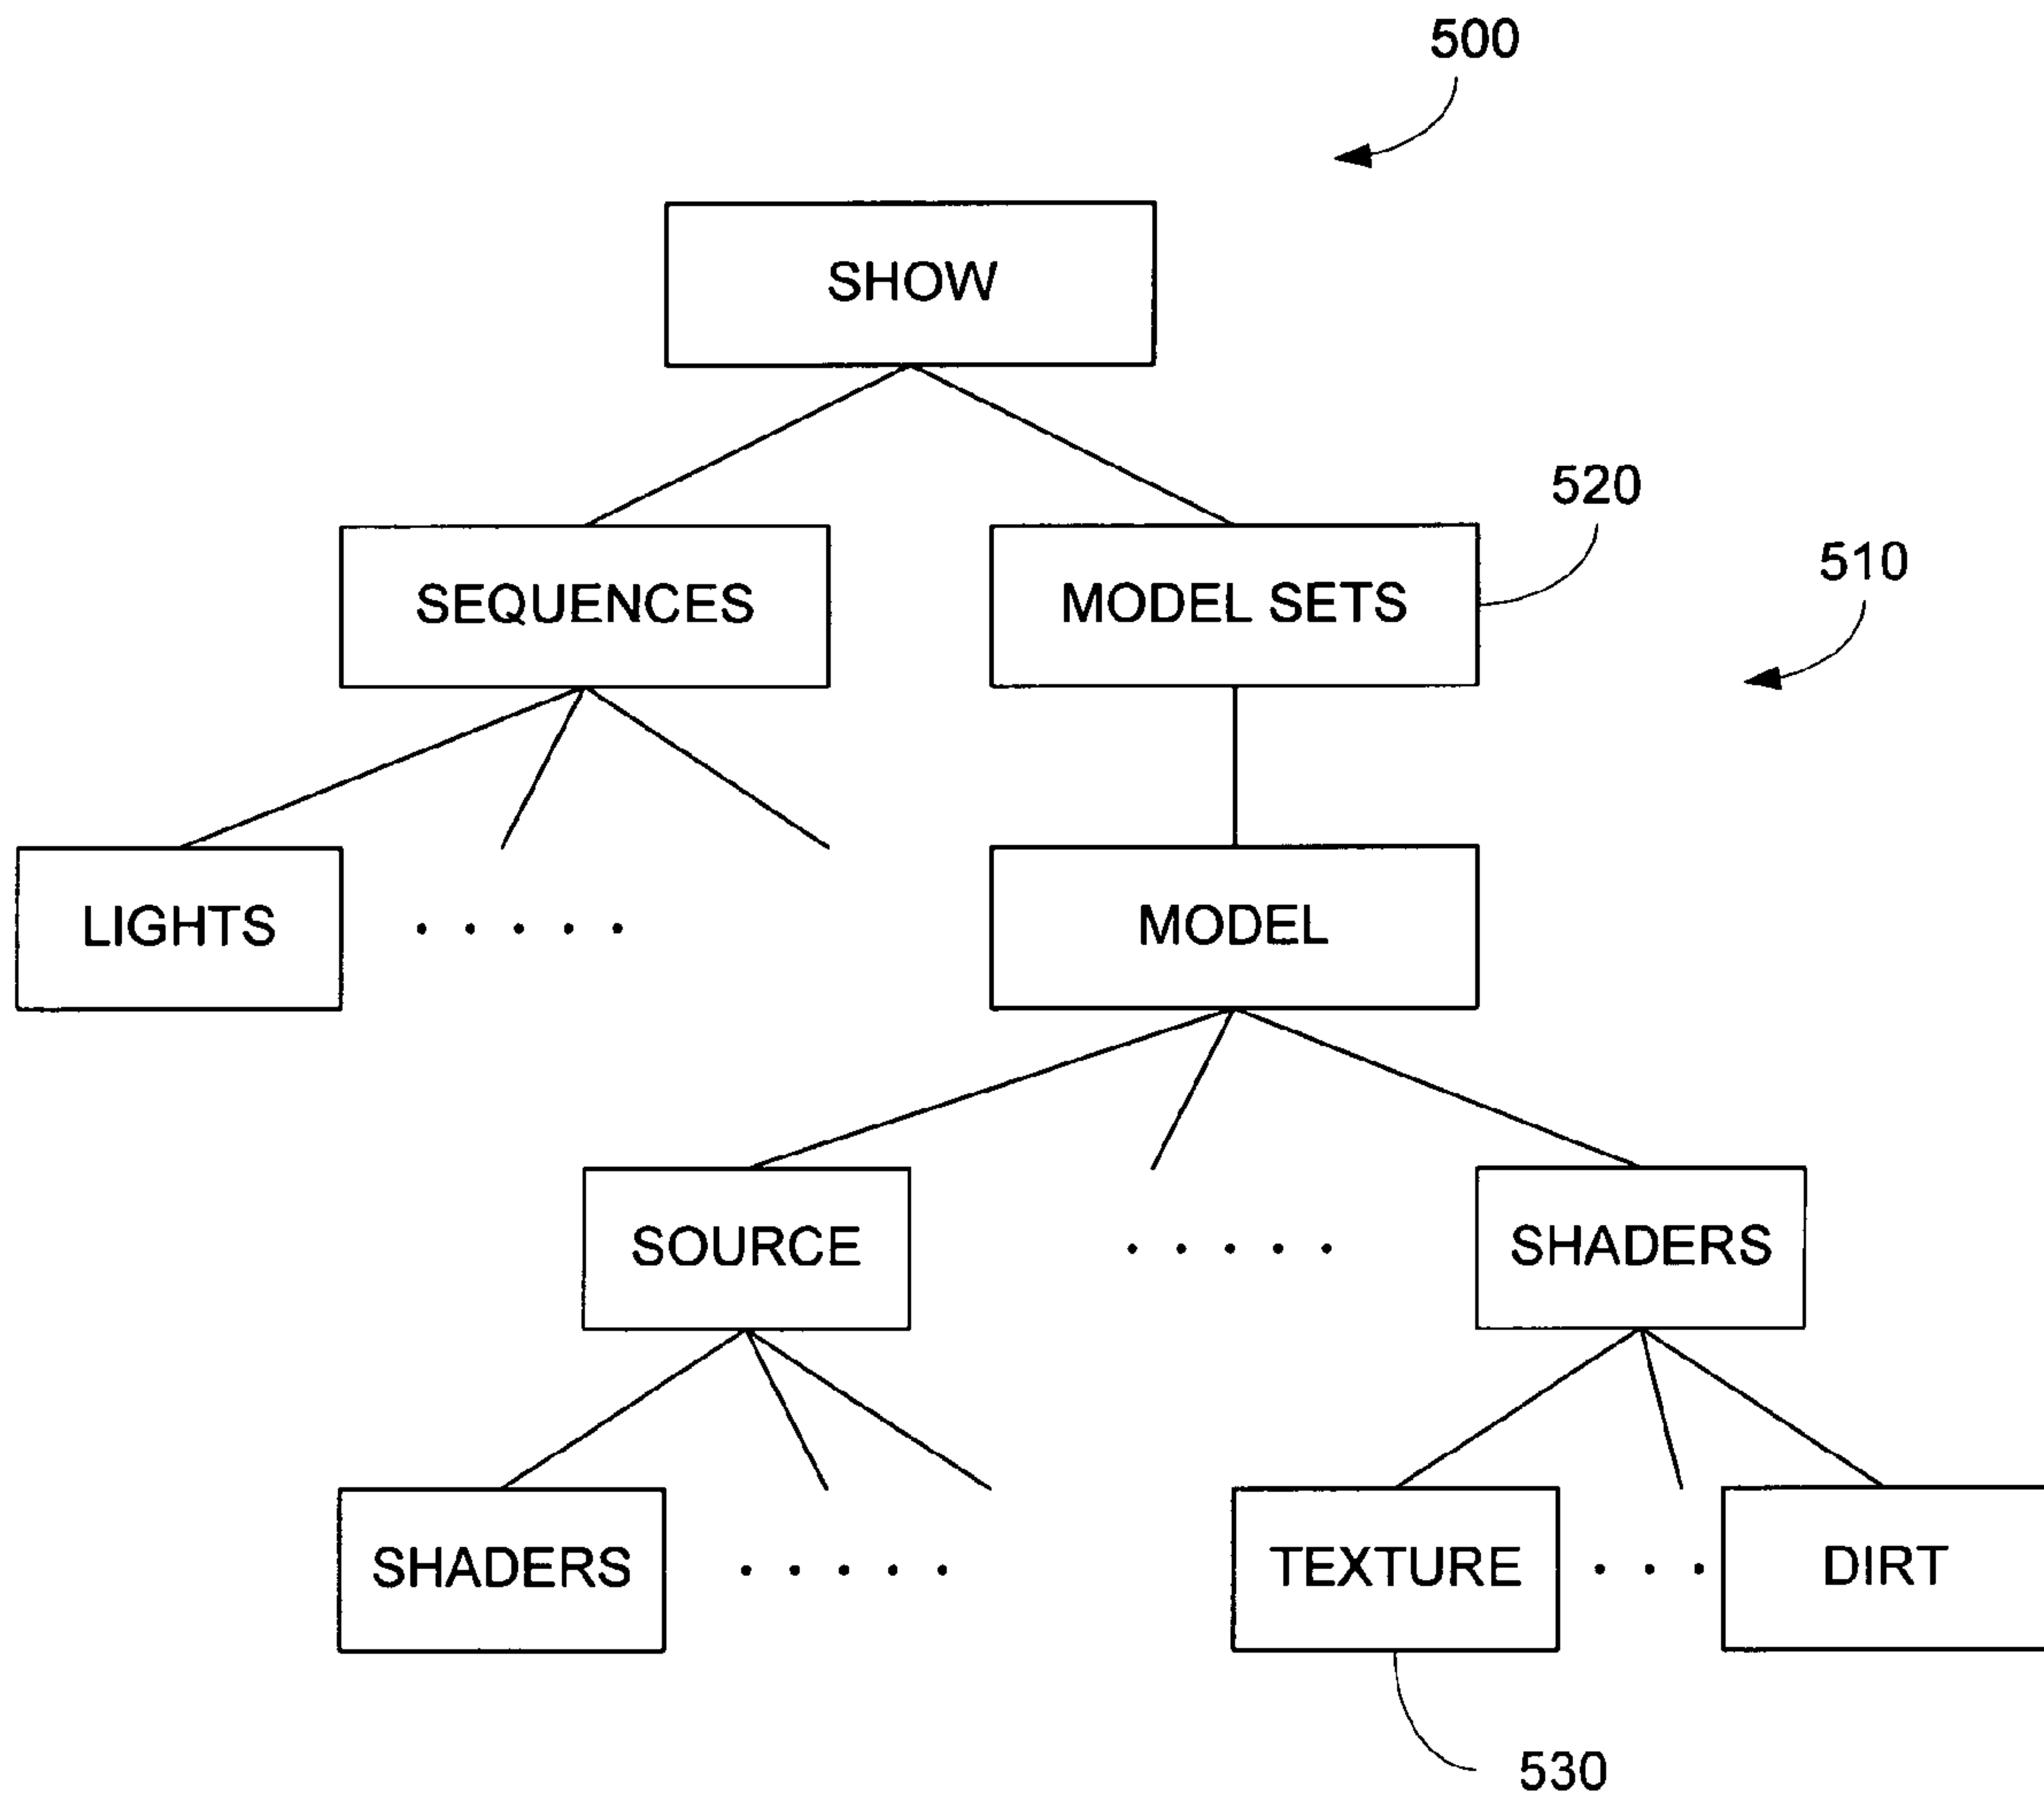 500
SHOW
520
510
SEQUENCES
MODEL SETS
LIGHTS
. . . . .
MODEL
SOURCE
. . . . .
SHADERS
SHADERS
. . . . .
TEXTURE
. . .
DIRT
530